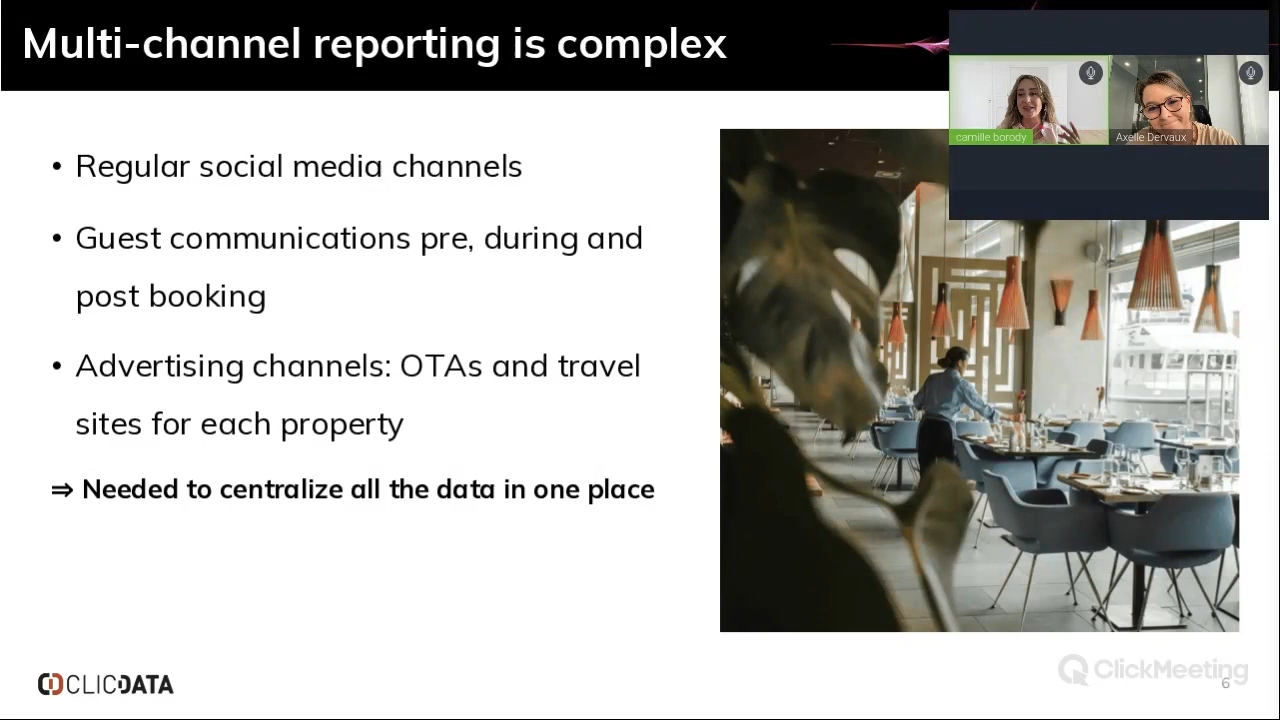 Multi-channel reporting is complex
camille borody
Axelle Dervaux
• Regular social media channels
• Guest communications pre, during and
post booking
• Advertising channels: OTAs and travel
sites for each property
⇒ Needed to centralize all the data in one place
CLICDATA
ClickMeeting
6